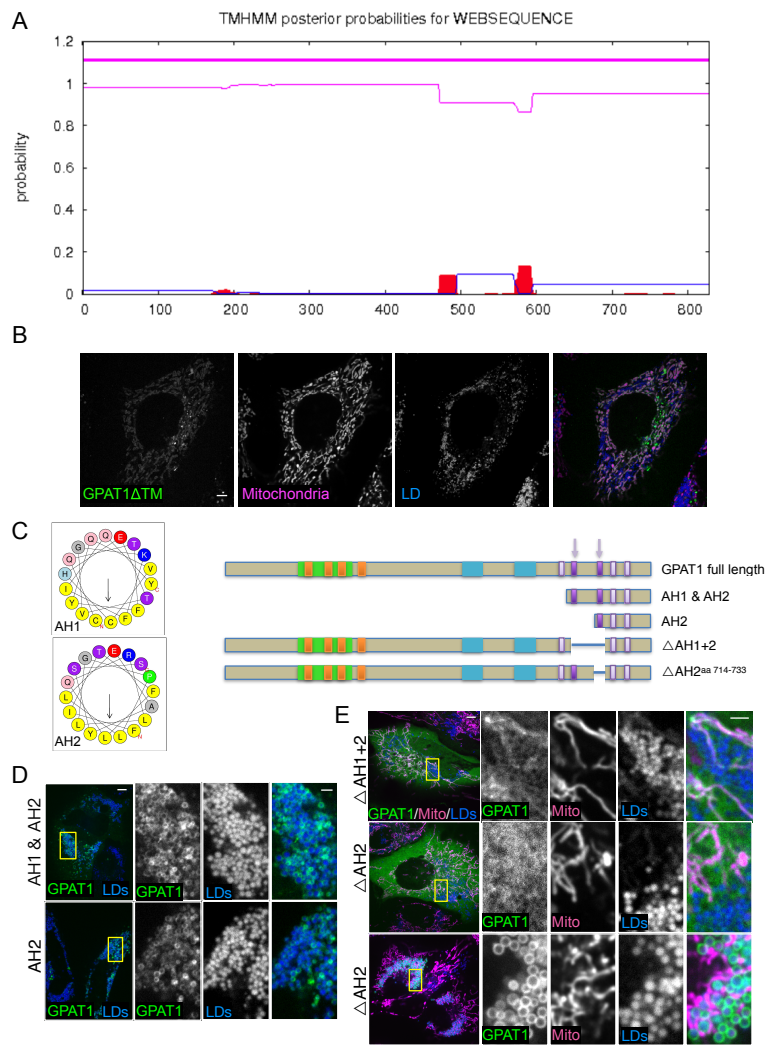 A
TMHMM posterior probabilities for WEBSEQUENCE
1.2
1
0.8
0.6
0.4
0.2
0
probability
0 100 200 300 400 500 600 700 800
B
GPAT1ΔTM
Mitochondria
LD
C
G Q Q E T K V Y T F F C C V Y I H Q
AH1
S G T E R S P F A L F L L Y L I L Q
AH2
GPAT1 full length
AH1 & AH2
AH2
△AH1+2
△AH2aa 714-733
D
AH1 & AH2
GPAT1 LDs
GPAT1
LDs
AH2
GPAT1 LDs
GPAT1
LDs
E
△AH1+2
GPAT1/Mito/LDs
GPAT1
Mito
LDs
△AH2
GPAT1
Mito
LDs
△AH2
GPAT1
Mito
LDs